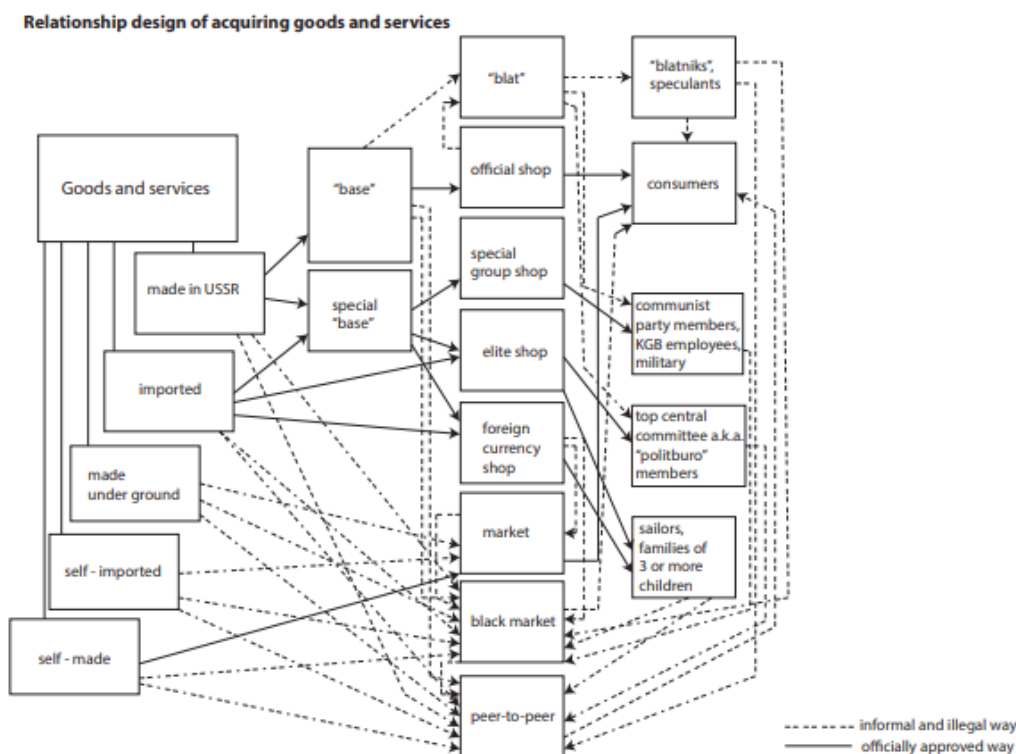 Relationship design of acquiring goods and services
Goods and services
made in USSR
imported
made
under ground
self - imported
self - made
"base"
special
"base"
"blat"
official shop
special
group shop
elite shop
foreign
currency
shop
market
black market
peer-to-peer
"blatniks",
speculants
consumers
communist
party members,
KGB employees,
military
top central
committee a.k.a.
"politburo"
members
sailors,
families of
3 or more
children
informal and illegal way
officially approved way